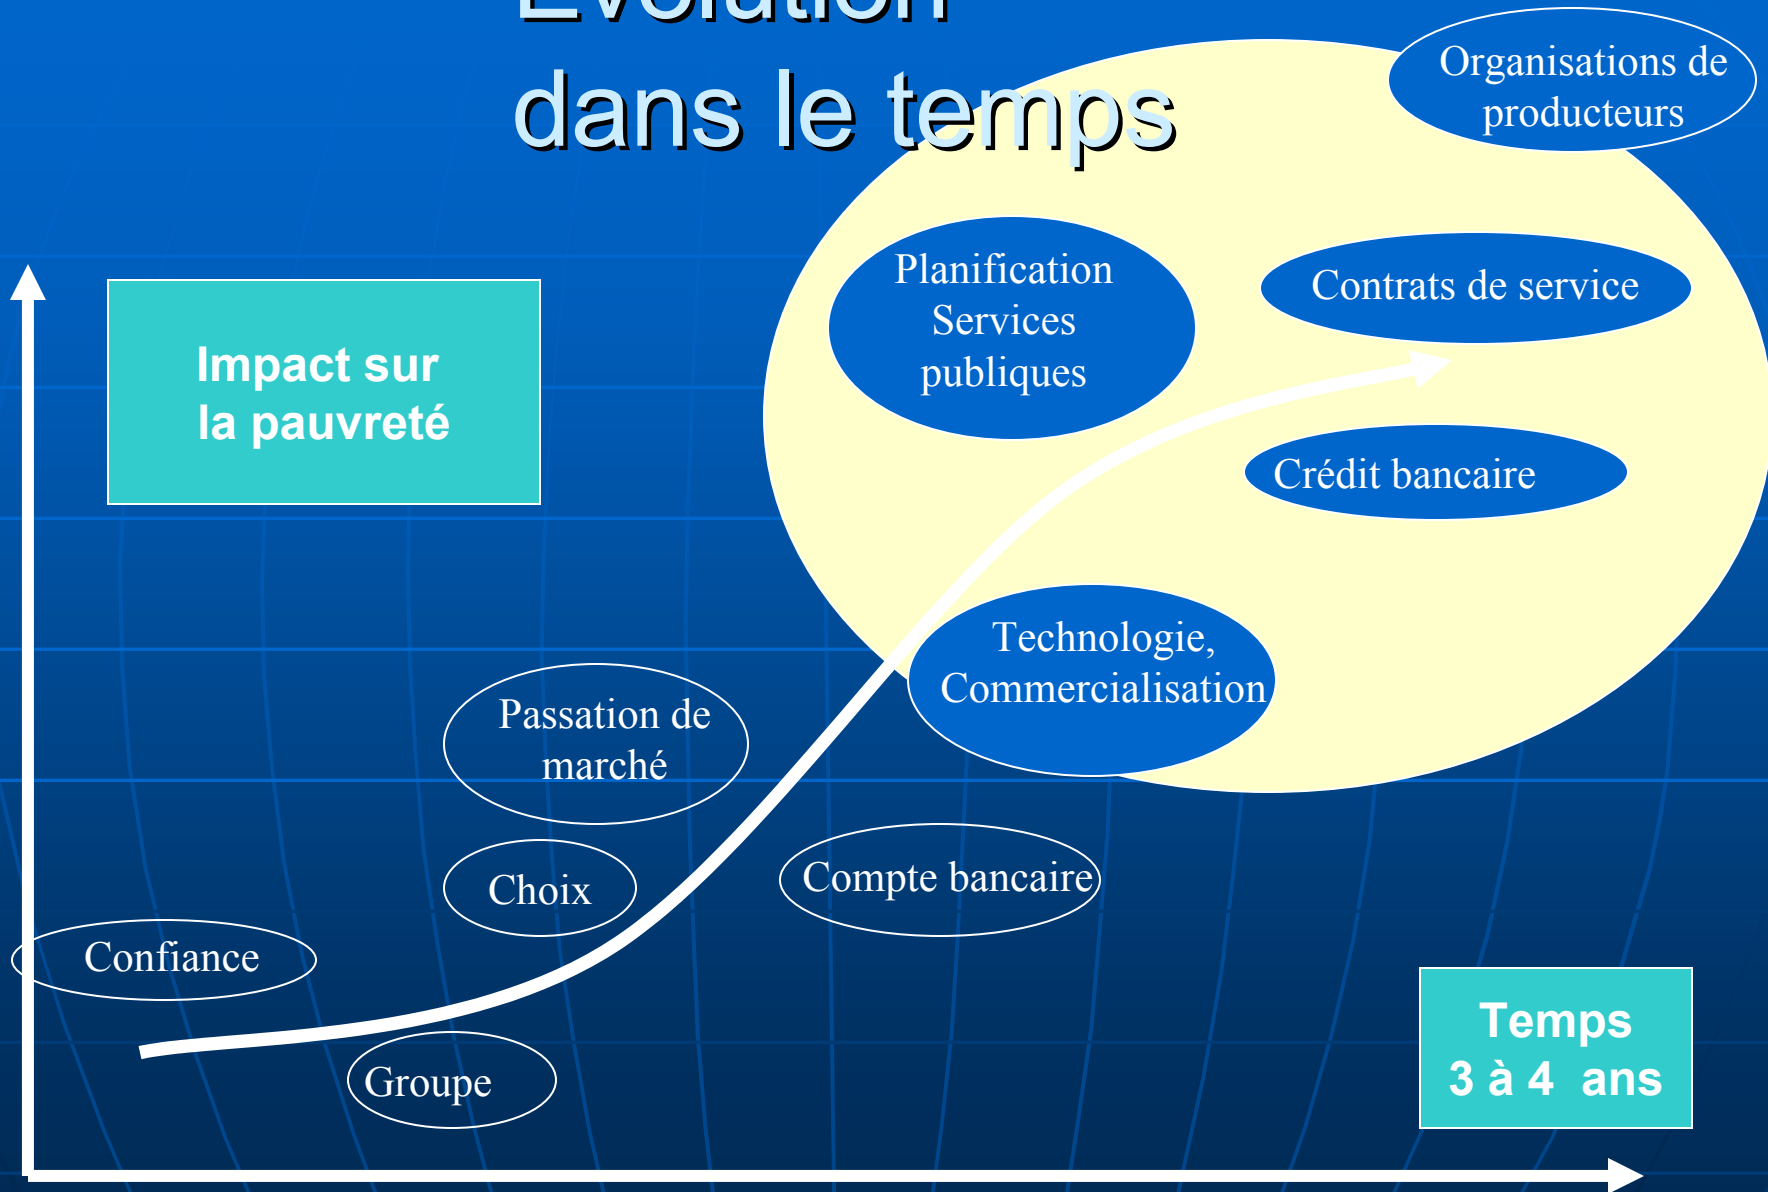 Evolution
dans le temps
Organisations de
producteurs
Planification
Services
publiques
Contrats de service
Impact sur
la pauvreté
Crédit bancaire
Technologie,
Commercialisation
Passation de
marché
Choix
Compte bancaire
Confiance
Groupe
Temps
3 à 4 ans